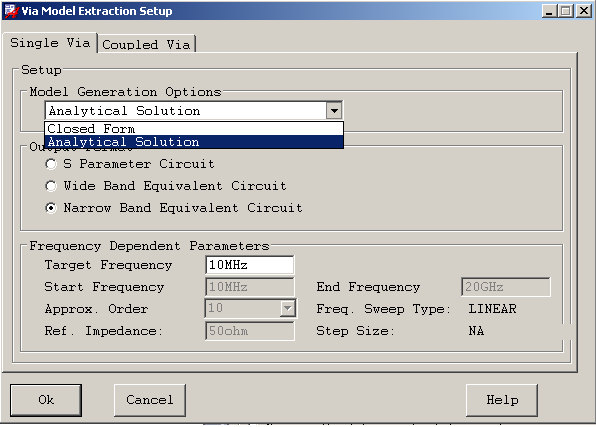 Via Model Extraction Setup
Single Via Coupled Via
Setup
Model Generation Options
Analytical Solution
Closed Form
Analytical Solution
S Parameter Circuit
Wide Band Equivalent Circuit
Narrow Band Equivalent Circuit
Frequency Dependent Parameters
Target Frequency 10MHz
Start Frequency 10MHz End Frequency 20GHz
Approx. Order 10 Freq. Sweep Type: LINEAR
Ref. Impedance: 50ohm Step Size: NA
Ok Cancel Help